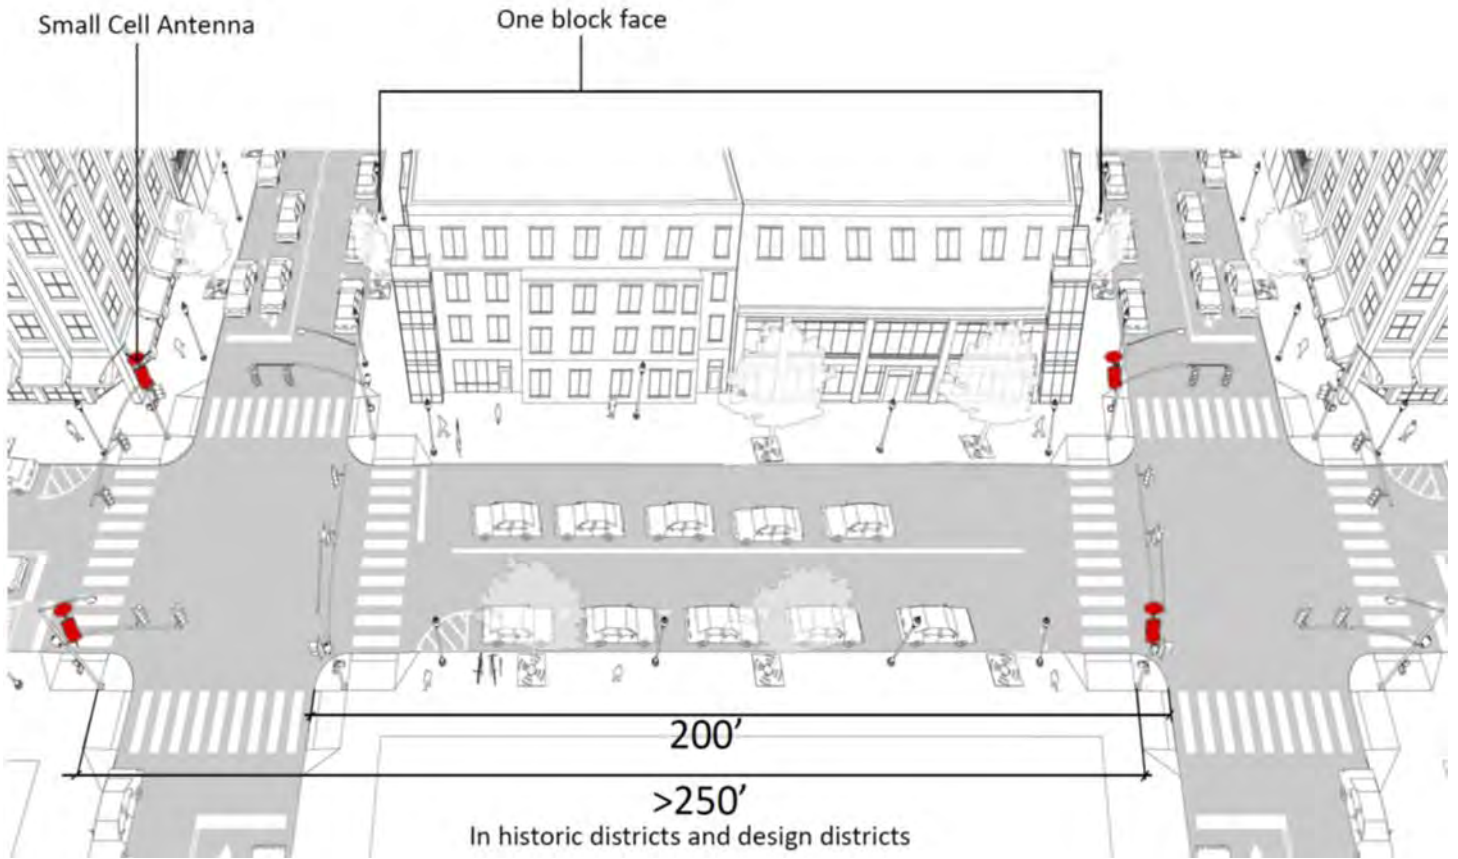 Small Cell Antenna
One block face
200’
>250’
In historic districts and design districts